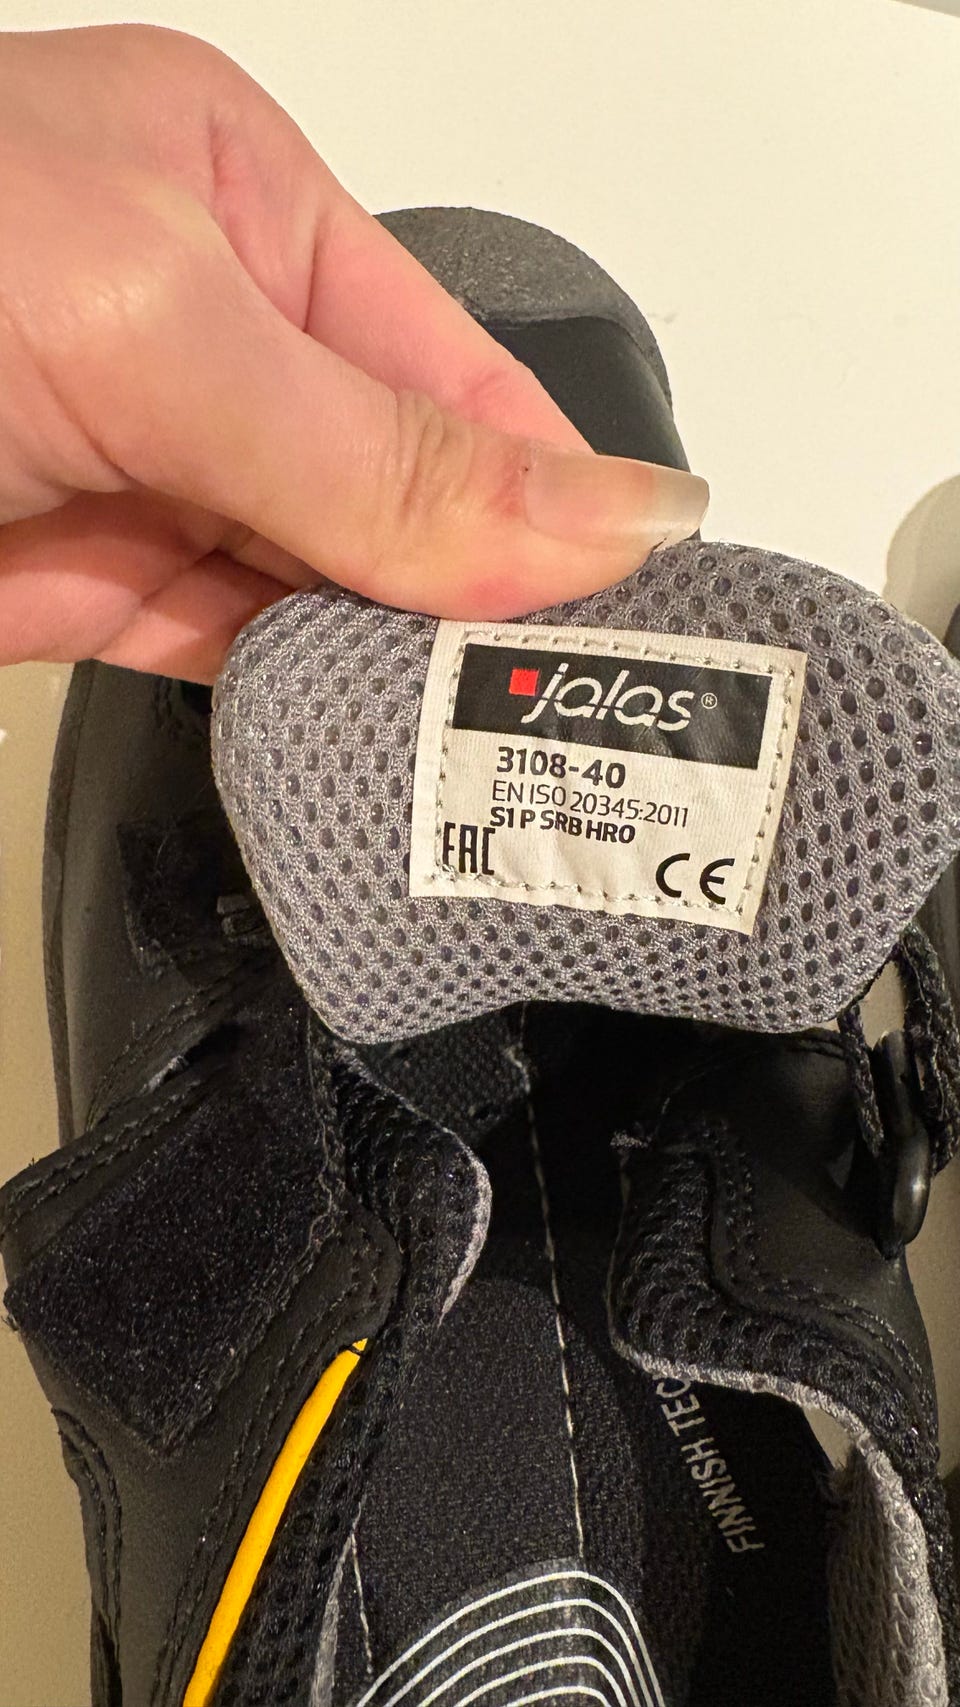 jalas®
3108-40
EN ISO 20345:2011
S1 P SRB HRO
EAC
CE
FINNISH TEC